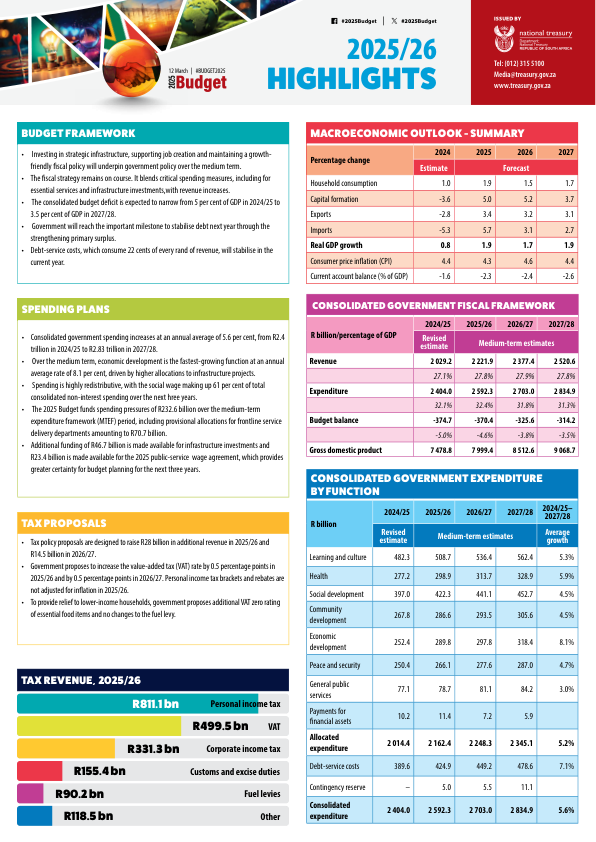 #2025Budget | #2025Budget
12 March | #BUDGET2025
2025 Budget
2025/26
HIGHLIGHTS
ISSUED BY
national treasury
Department:
National Treasury
REPUBLIC OF SOUTH AFRICA
Tel: (012) 315 5100
Media@treasury.gov.za
www.treasury.gov.za
BUDGET FRAMEWORK
• Investing in strategic infrastructure, supporting job creation and maintaining a growth-
friendly fiscal policy will underpin government policy over the medium term.
• The fiscal strategy remains on course. It blends critical spending measures, including for
essential services and infrastructure investments,with revenue increases.
• The consolidated budget deficit is expected to narrow from 5 per cent of GDP in 2024/25 to
3.5 per cent of GDP in 2027/28.
• Government will reach the important milestone to stabilise debt next year through the
strengthening primary surplus.
• Debt-service costs, which consume 22 cents of every rand of revenue, will stabilise in the
current year.
SPENDING PLANS
• Consolidated government spending increases at an annual average of 5.6 per cent, from R2.4
trillion in 2024/25 to R2.83 trillion in 2027/28.
• Over the medium term, economic development is the fastest-growing function at an annual
average rate of 8.1 per cent, driven by higher allocations to infrastructure projects.
• Spending is highly redistributive, with the social wage making up 61 per cent of total
consolidated non-interest spending over the next hree years.
• The 2025 Budget funds spending pressures of R232.6 billion over the medium-term
expenditure framework (MTEF) period, including provisional allocations for frontline service
delivery departments amounting to R70.7 billion.
• Additional funding of R46.7 billion is made available for infrastructure investments and
R23.4 billion is made available for the 2025 public-service wage agreement, which provides
greater certainty for budget planning for the next three years.
TAX PROPOSALS
• Tax policy proposals are designed to raise R28 billion in additional revenue in 2025/26 and
R14.5 billion in 2026/27.
• Government proposes to increase the value-added tax (VAT) rate by 0.5 percentage points in
2025/26 and by 0.5 percentage points in 2026/27. Personal income tax brackets and rebates are
not adjusted for inflation in 2025/26.
• To provide relief to lower-income households, government proposes additional VAT zero rating
of essential food items and no changes to the fuel levy.
TAX REVENUE, 2025/26
R811.1 bn Personal income tax
R499.5 bn VAT
R331.3 bn Corporate income tax
R155.4 bn Customs and excise duties
R90.2 bn Fuel levies
R118.5 bn Other
MACROECONOMIC OUTLOOK - SUMMARY
Percentage change 2024 2025 2026 2027
Estimate Forecast
Household consumption 1.0 1.9 1.5 1.7
Capital formation -3.6 5.0 5.2 3.7
Exports -2.8 3.4 3.2 3.1
Imports -5.3 5.7 3.1 2.7
Real GDP growth 0.8 1.9 1.7 1.9
Consumer price inflation (CPI) 4.4 4.3 4.6 4.4
Current account balance (% of GDP) -1.6 -2.3 -2.4 -2.6
CONSOLIDATED GOVERNMENT FISCAL FRAMEWORK
R billion/percentage of GDP 2024/25 2025/26 2026/27 2027/28
Revised
estimate Medium-term estimates
Revenue 2 029.2 2 221.9 2 377.4 2 520.6
27.1% 27.8% 27.9% 27.8%
Expenditure 2 404.0 2 592.3 2 703.0 2 834.9
32.1% 32.4% 31.8% 31.3%
Budget balance -374.7 -370.4 -325.6 -314.2
-5.0% -4.6% -3.8% -3.5%
Gross domestic product 7 478.8 7 999.4 8 512.6 9 068.7
CONSOLIDATED GOVERNMENT EXPENDITURE
BY FUNCTION
R billion 2024/25 2025/26 2026/27 2027/28 2024/25–
2027/28
Revised
estimate Medium-term estimates Average
growth
Learning and culture 482.3 508.7 536.4 562.4 5.3%
Health 277.2 298.9 313.7 328.9 5.9%
Social development 397.0 422.3 441.1 452.7 4.5%
Community
development 267.8 286.6 293.5 305.6 4.5%
Economic
development 252.4 289.8 297.8 318.4 8.1%
Peace and security 250.4 266.1 277.6 287.0 4.7%
General public
services 77.1 78.7 81.1 84.2 3.0%
Payments for
financial assets 10.2 11.4 7.2 5.9
Allocated
expenditure 2 014.4 2 162.4 2 248.3 2 345.1 5.2%
Debt-service costs 389.6 424.9 449.2 478.6 7.1%
Contingency reserve – 5.0 5.5 11.1
Consolidated
expenditure 2 404.0 2 592.3 2 703.0 2 834.9 5.6%